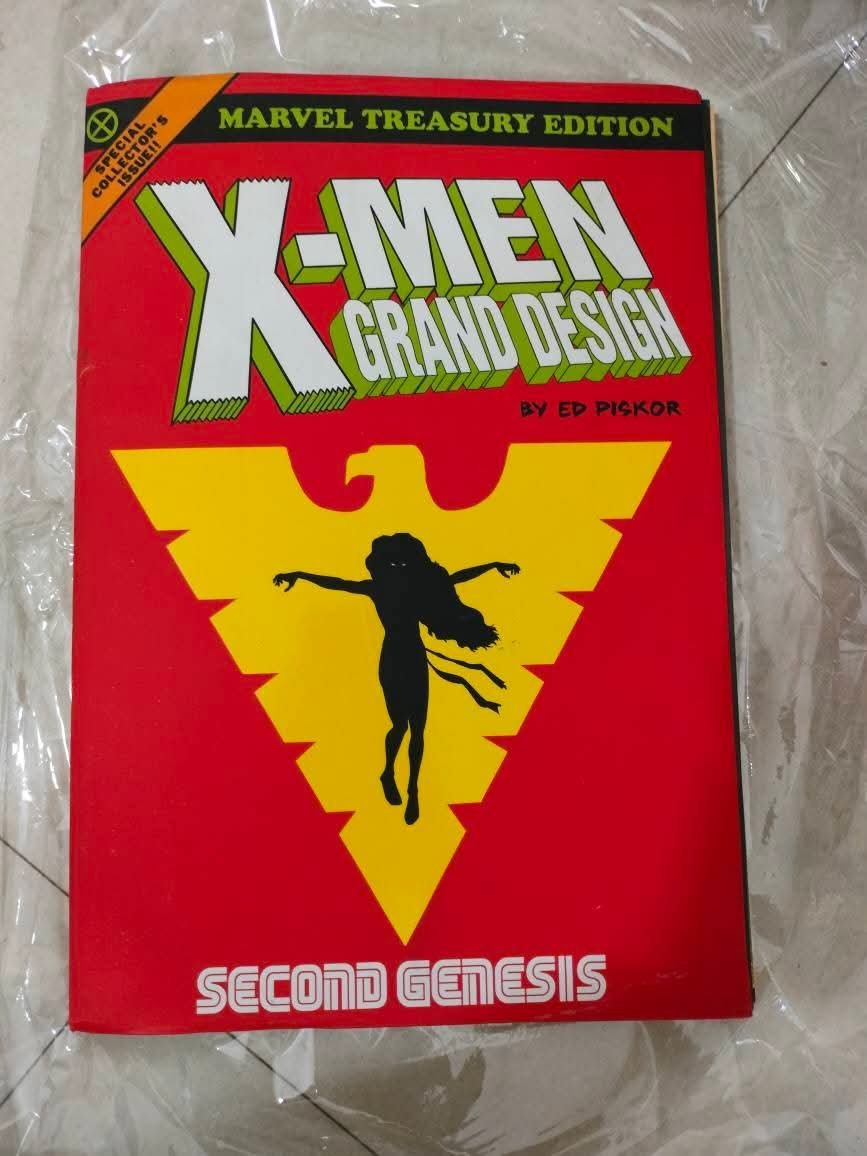 SPECIAL
COLLECTOR'S
ISSUE!!
MARVEL TREASURY EDITION
X-MEN
GRAND DESIGN
BY ED PISKOR
SECOND GENESIS